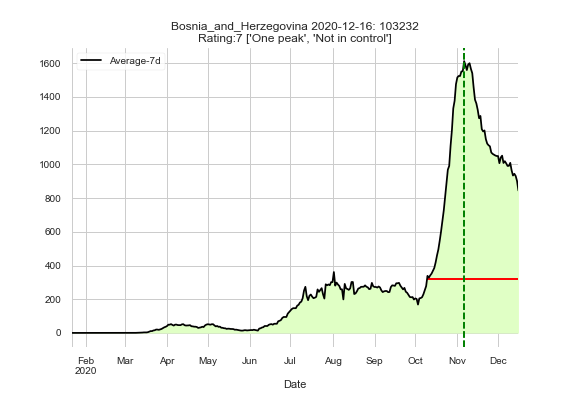 Bosnia_and_Herzegovina 2020-12-16: 103232
Rating:7 ['One peak', 'Not in control']
Average-7d
1600
1400
1200
1000
800
600
400
200
0
Feb Mar Apr May Jun Jul Aug Sep Oct Nov Dec
2020
Date